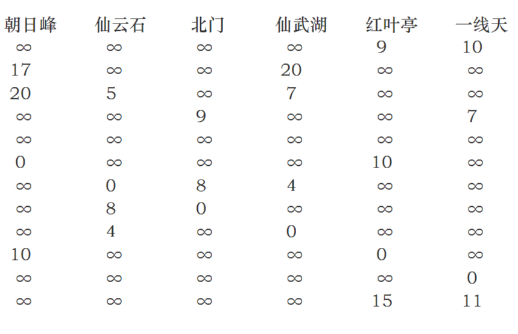 朝日峰 仙云石 北门 仙武湖 红叶亭 一线天
∞ ∞ ∞ ∞ 9 10
17 ∞ ∞ 20 ∞ ∞
20 5 ∞ 7 ∞ ∞
∞ ∞ 9 ∞ ∞ 7
∞ ∞ ∞ ∞ ∞ ∞
0 ∞ ∞ ∞ 10 ∞
∞ 0 8 4 ∞ ∞
∞ 8 0 ∞ ∞ ∞
∞ 4 ∞ 0 ∞ ∞
10 ∞ ∞ ∞ 0 ∞
∞ ∞ ∞ ∞ ∞ 0
∞ ∞ ∞ ∞ 15 11